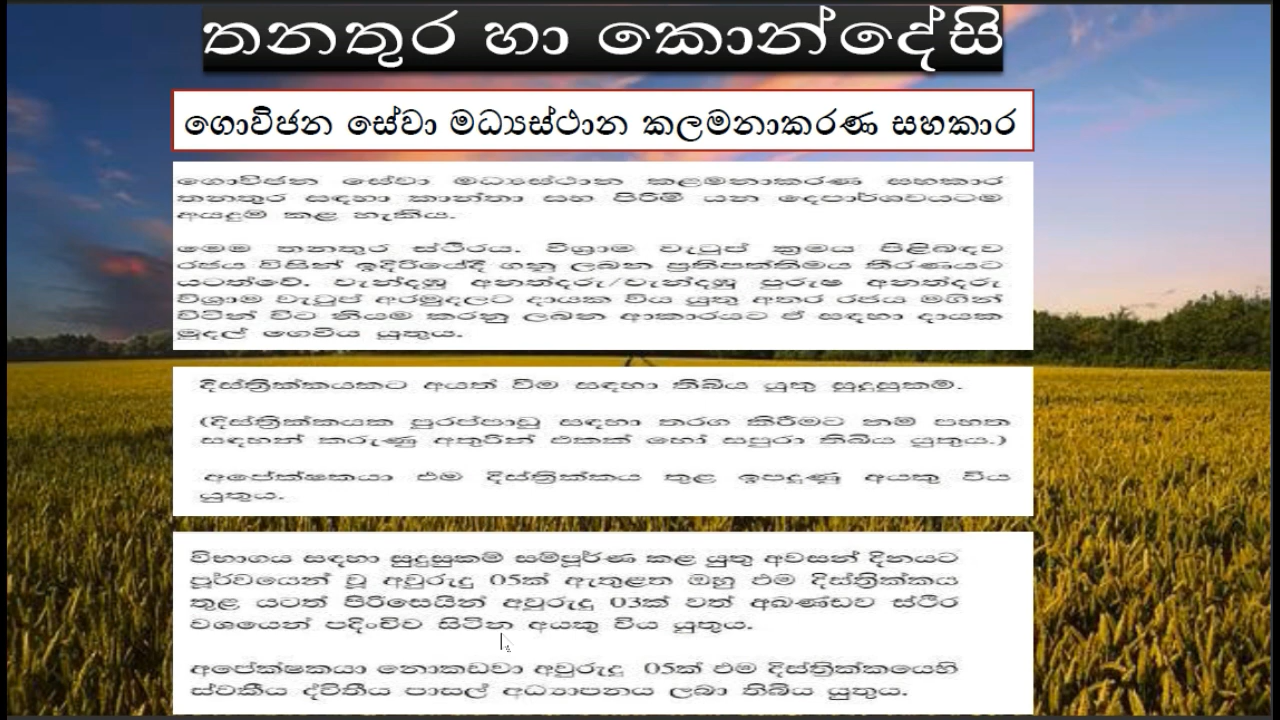 තනතුර හා කොන්දේසි
ගොවිජන සේවා මධ්‍යස්ථාන කලමනාකරණ සහකාර
ගොවිජන සේවා මධ්‍යස්ථාන කළමනාකරණ සහකාර
තනතුර සඳහා කාන්තා සහ පිරිමි යන දෙපාර්ශවයටම
අයදුම් කළ හැකිය.
මෙම තනතුර ස්ථිරය. විශ්‍රාම වැටුප් ක්‍රමය පිළිබඳව
රජය විසින් ඉදිරියේදී ගනු ලබන ප්‍රතිපත්තිමය තීරණයට
යටත්වේ. වැන්දඹු අනත්දරු/වැන්දඹු පුරුෂ අනත්දරු
විශ්‍රාම වැටුප් අරමුදලට දායක විය යුතු අතර රජය මගින්
විටින් විට නියම කරනු ලබන ආකාරයට ඒ සඳහා දායක
මුදල් ගෙවිය යුතුය.
දිස්ත්‍රික්කයකට අයත් වීම සඳහා තිබිය යුතු සුදුසුකම්.
(දිස්ත්‍රික්කයක පුරප්පාඩු සඳහා තරග කිරීමට නම් පහත
සඳහන් කරුණු අතුරින් එකක් හෝ සපුරා තිබිය යුතුය.)
අපේක්ෂකයා එම දිස්ත්‍රික්කය තුළ ඉපදුණු අයකු විය
යුතුය.
විභාගය සඳහා සුදුසුකම් සම්පූර්ණ කළ යුතු අවසන් දිනයට
පූර්වයෙන් වූ අවුරුදු 05ක් ඇතුළත ඔහු එම දිස්ත්‍රික්කය
තුළ යටත් පිරිසෙයින් අවුරුදු 03ක් වත් අඛණ්ඩව ස්ථිර
වශයෙන් පදිංචිව සිටින අයකු විය යුතුය.
අපේක්ෂකයා නොකඩවා අවුරුදු 05ක් එම දිස්ත්‍රික්කයෙහි
ස්වකීය ද්විතීය පාසල් අධ්‍යාපනය ලබා තිබිය යුතුය.